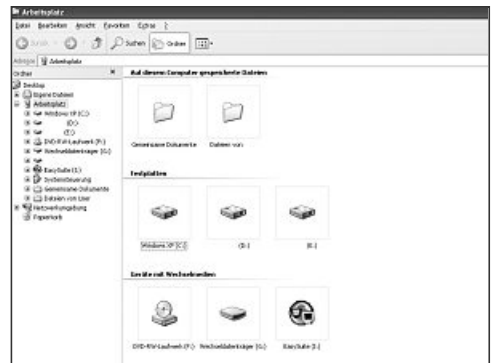 Arbeitsplatz
Datei Bearbeiten Ansicht Favoriten Extras ?
Zurück Suchen Ordner
Adresse Arbeitsplatz
Ordner
Desktop
Eigene Dateien
Arbeitsplatz
Windows XP (C:)
(D:)
(E:)
DVD-RW-Laufwerk (F:)
Wechseldatenträger (G:)
EasySuite (I:)
Systemsteuerung
Gemeinsame Dokumente
Dateien von User
Netzwerkumgebung
Papierkorb
Auf diesem Computer gespeicherte Dateien
Gemeinsame Dokumente
Dateien von
Festplatten
Windows XP (C:)
(D:)
(E:)
Geräte mit Wechselmedien
DVD-RW-Laufwerk (F:)
Wechseldatenträger (G:)
EasySuite (I:)